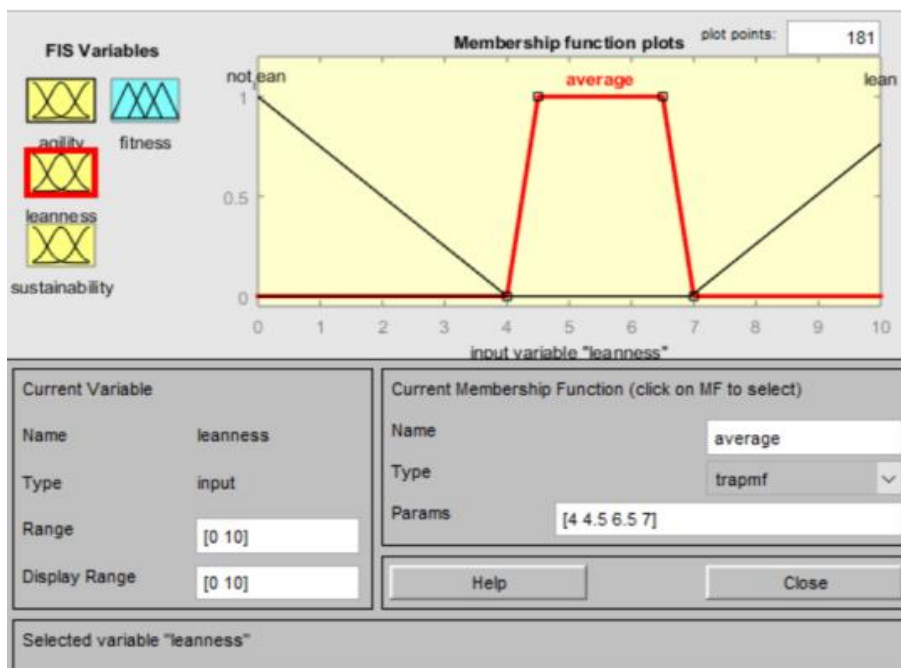 FIS Variables
agility
fitness
leanness
sustainability
Membership function plots
plot points:
181
not lean
average
lean
1
0.5
0
0 1 2 3 4 5 6 7 8 9 10
input variable "leanness"
Current Variable
Name leanness
Type input
Range [0 10]
Display Range [0 10]
Current Membership Function (click on MF to select)
Name average
Type trapmf
Params [4 4.5 6.5 7]
Help Close
Selected variable "leanness"